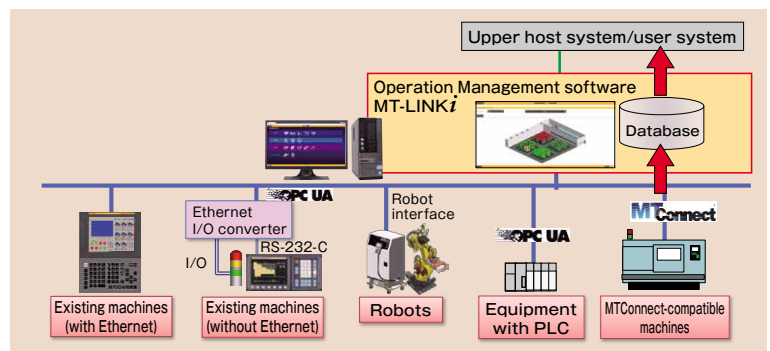 Upper host system/user system
Operation Management software
MT-LINKi
Database
OPC UA
Ethernet
I/O converter
I/O
RS-232-C
Robot
interface
OPC UA
MTConnect
Existing machines
(with Ethernet)
Existing machines
(without Ethernet)
Robots
Equipment
with PLC
MTConnect-compatible
machines